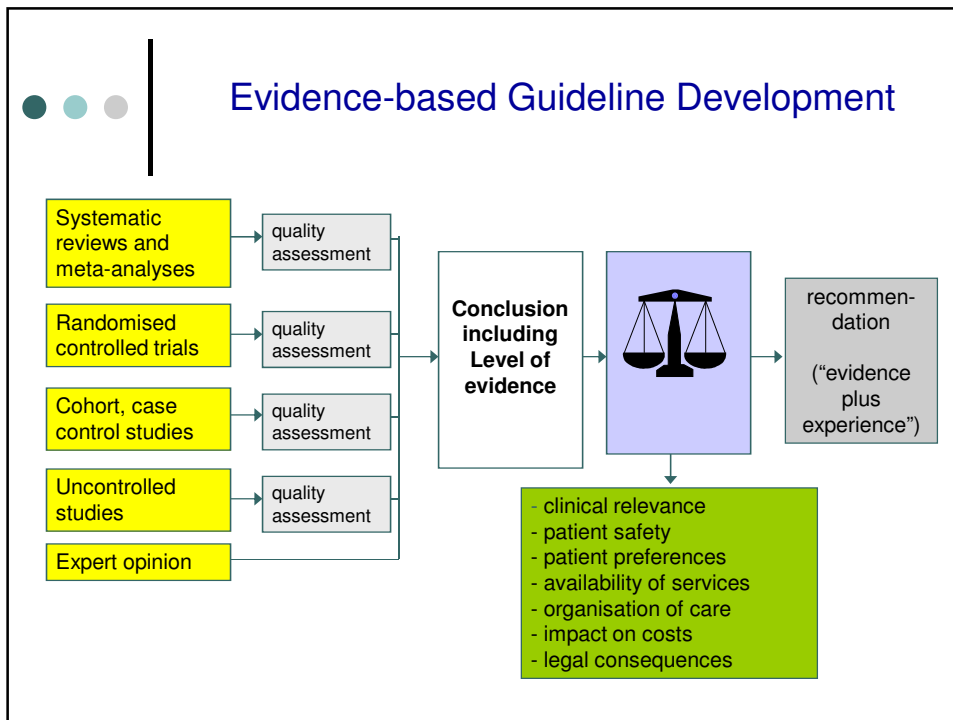 Evidence-based Guideline Development
Systematic
reviews and
meta-analyses
quality
assessment
Randomised
controlled trials
quality
assessment
Cohort, case
control studies
quality
assessment
Uncontrolled
studies
quality
assessment
Expert opinion
Conclusion
including
Level of
evidence
recommen-
dation
(“evidence
plus
experience”)
- clinical relevance
- patient safety
- patient preferences
- availability of services
- organisation of care
- impact on costs
- legal consequences